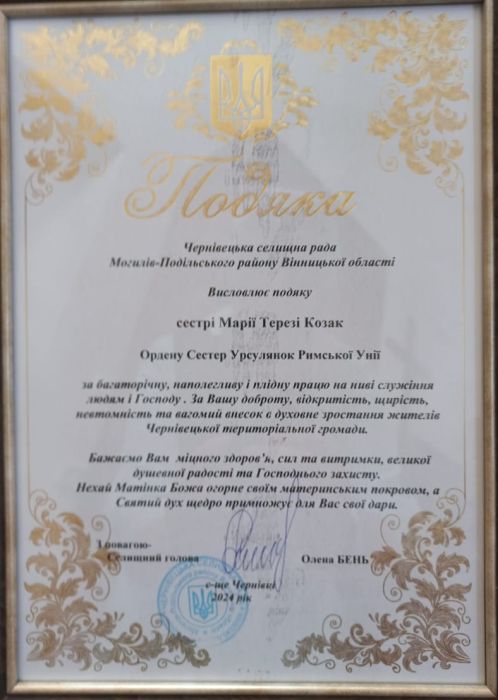 Подяка
Чернівецька селищна рада
Могилів-Подільського району Вінницької області
Висловлює подяку
сестрі Марії Терезі Козак
Ордену Сестер Урсулянок Римської Унії
за багаторічну, наполегливу і плідну працю на ниві служіння
людям і Господу . За Вашу доброту, відкритість, щирість,
невтомність та вагомий внесок в духовне зростання жителів
Чернівецької територіальної громади.
Бажаємо Вам міцного здоров'я, сил та витримки, великої
душевної радості та Господнього захисту.
Нехай Матінка Божа огорне своїм материнським покровом, а
Святий дух щедро примножує для Вас свої дари.
З повагою-
Селищний голова Олена БЕНЬ
с-ще Чернівці
2024 рік